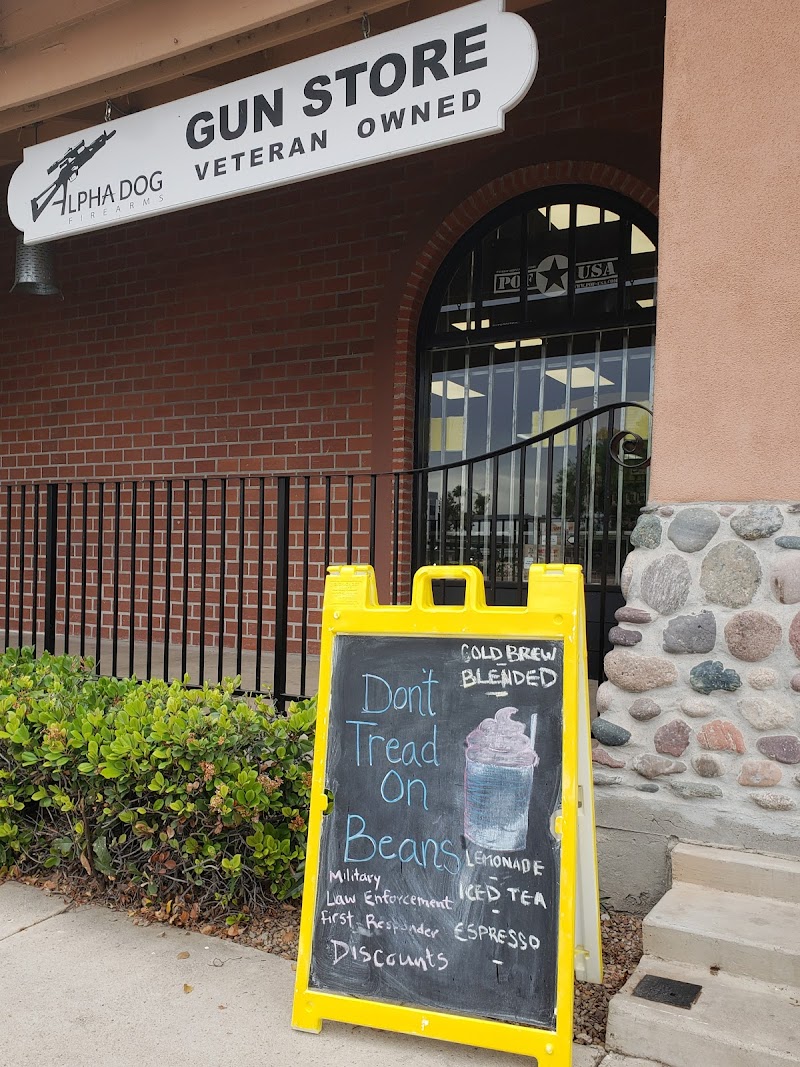 GUN STORE
VETERAN OWNED
ALPHA DOG
FIREARMS
POF USA
Don't
Tread
On
Beans
Military
Law Enforcement
First Responder
Discounts
COLD BREW
-
BLENDED
-
LEMONADE
-
ICED TEA
-
ESPRESSO
-